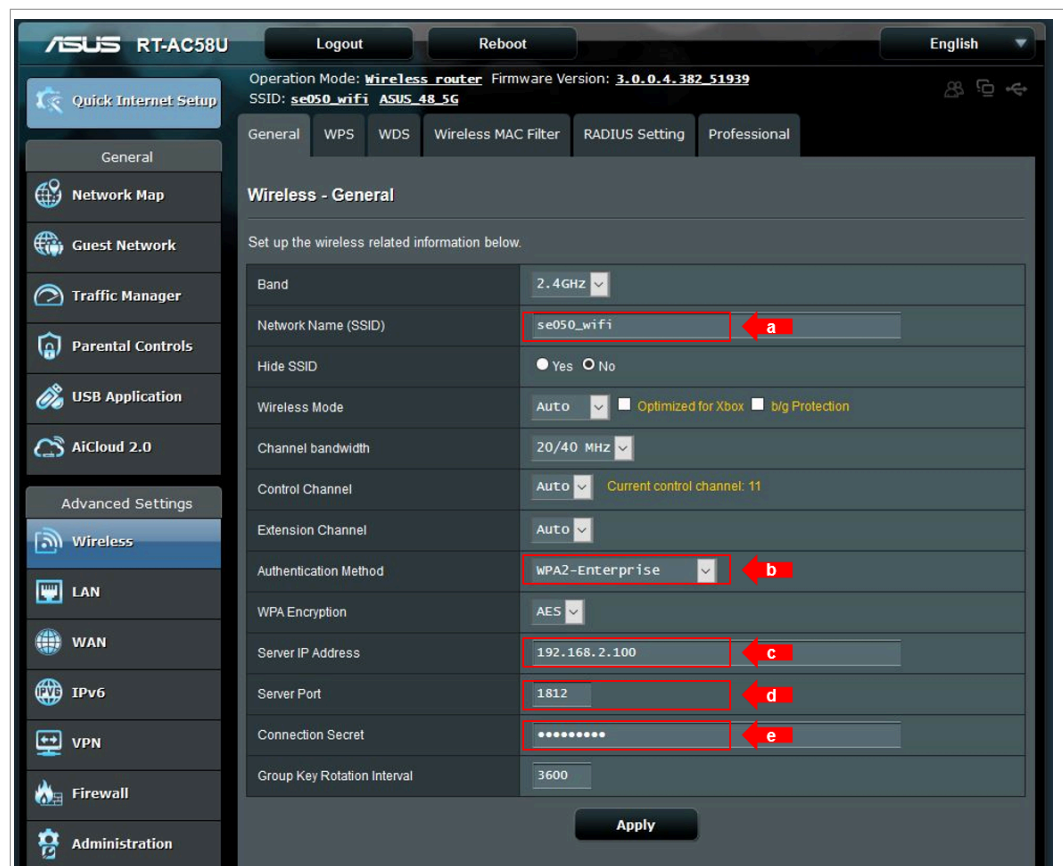 ASUS RT-AC58U Logout Reboot English
Operation Mode: Wireless router Firmware Version: 3.0.0.4.382_51939
SSID: se050_wifi ASUS_48_5G
Quick Internet Setup
General
Network Map
Guest Network
Traffic Manager
Parental Controls
USB Application
AiCloud 2.0
Advanced Settings
Wireless
LAN
WAN
IPv6
VPN
Firewall
Administration
General WPS WDS Wireless MAC Filter RADIUS Setting Professional
Wireless - General
Set up the wireless related information below.
Band 2.4GHz
Network Name (SSID) se050_wifi a
Hide SSID Yes No
Wireless Mode Auto Optimized for Xbox b/g Protection
Channel bandwidth 20/40 MHz
Control Channel Auto Current control channel: 11
Extension Channel Auto
Authentication Method WPA2-Enterprise b
WPA Encryption AES
Server IP Address 192.168.2.100 c
Server Port 1812 d
Connection Secret ••••••••• e
Group Key Rotation Interval 3600
Apply